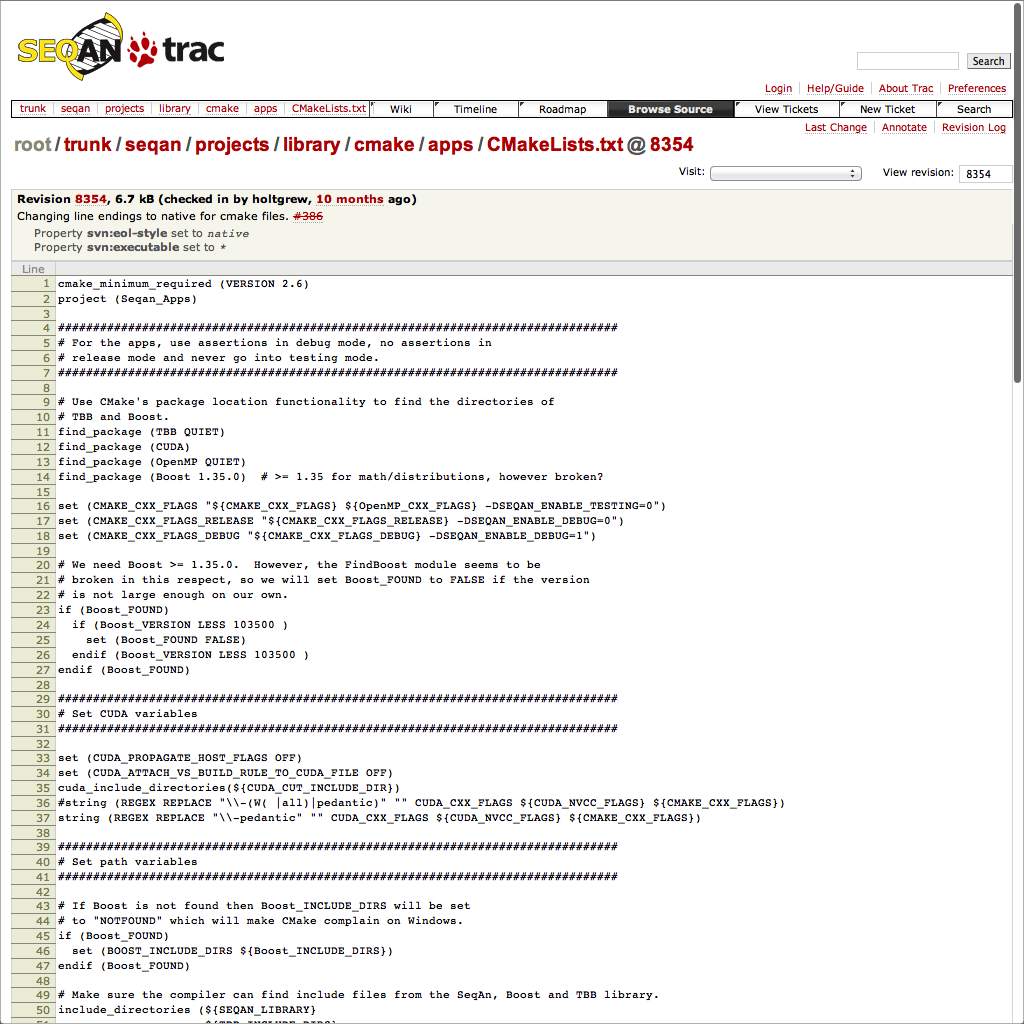 SEQAN trac
Search
Login Help/Guide About Trac Preferences
trunk seqan projects library cmake apps CMakeLists.txt Wiki Timeline Roadmap Browse Source View Tickets New Ticket Search
Last Change Annotate Revision Log
root/trunk/seqan/projects/library/cmake/apps/CMakeLists.txt @ 8354
Visit: View revision: 8354
Revision 8354, 6.7 kB (checked in by holtgrew, 10 months ago)
Changing line endings to native for cmake files. #386
Property svn:eol-style set to native
Property svn:executable set to *
Line
1 cmake_minimum_required (VERSION 2.6)
2 project (Seqan_Apps)
3
4 ################################################################################
5 # For the apps, use assertions in debug mode, no assertions in
6 # release mode and never go into testing mode.
7 ################################################################################
8
9 # Use CMake's package location functionality to find the directories of
10 # TBB and Boost.
11 find_package (TBB QUIET)
12 find_package (CUDA)
13 find_package (OpenMP QUIET)
14 find_package (Boost 1.35.0)  # >= 1.35 for math/distributions, however broken?
15
16 set (CMAKE_CXX_FLAGS "${CMAKE_CXX_FLAGS} ${OpenMP_CXX_FLAGS} -DSEQAN_ENABLE_TESTING=0")
17 set (CMAKE_CXX_FLAGS_RELEASE "${CMAKE_CXX_FLAGS_RELEASE} -DSEQAN_ENABLE_DEBUG=0")
18 set (CMAKE_CXX_FLAGS_DEBUG "${CMAKE_CXX_FLAGS_DEBUG} -DSEQAN_ENABLE_DEBUG=1")
19
20 # We need Boost >= 1.35.0.  However, the FindBoost module seems to be
21 # broken in this respect, so we will set Boost_FOUND to FALSE if the version
22 # is not large enough on our own.
23 if (Boost_FOUND)
24   if (Boost_VERSION LESS 103500 )
25     set (Boost_FOUND FALSE)
26   endif (Boost_VERSION LESS 103500 )
27 endif (Boost_FOUND)
28
29 ################################################################################
30 # Set CUDA variables
31 ################################################################################
32
33 set (CUDA_PROPAGATE_HOST_FLAGS OFF)
34 set (CUDA_ATTACH_VS_BUILD_RULE_TO_CUDA_FILE OFF)
35 cuda_include_directories(${CUDA_CUT_INCLUDE_DIR})
36 #string (REGEX REPLACE "\\-(W( |all)|pedantic)" "" CUDA_CXX_FLAGS ${CUDA_NVCC_FLAGS} ${CMAKE_CXX_FLAGS})
37 string (REGEX REPLACE "\\-pedantic" "" CUDA_CXX_FLAGS ${CUDA_NVCC_FLAGS} ${CMAKE_CXX_FLAGS})
38
39 ################################################################################
40 # Set path variables
41 ################################################################################
42
43 # If Boost is not found then Boost_INCLUDE_DIRS will be set
44 # to "NOTFOUND" which will make CMake complain on Windows.
45 if (Boost_FOUND)
46   set (BOOST_INCLUDE_DIRS ${Boost_INCLUDE_DIRS})
47 endif (Boost_FOUND)
48
49 # Make sure the compiler can find include files from the SeqAn, Boost and TBB library.
50 include_directories (${SEQAN_LIBRARY}